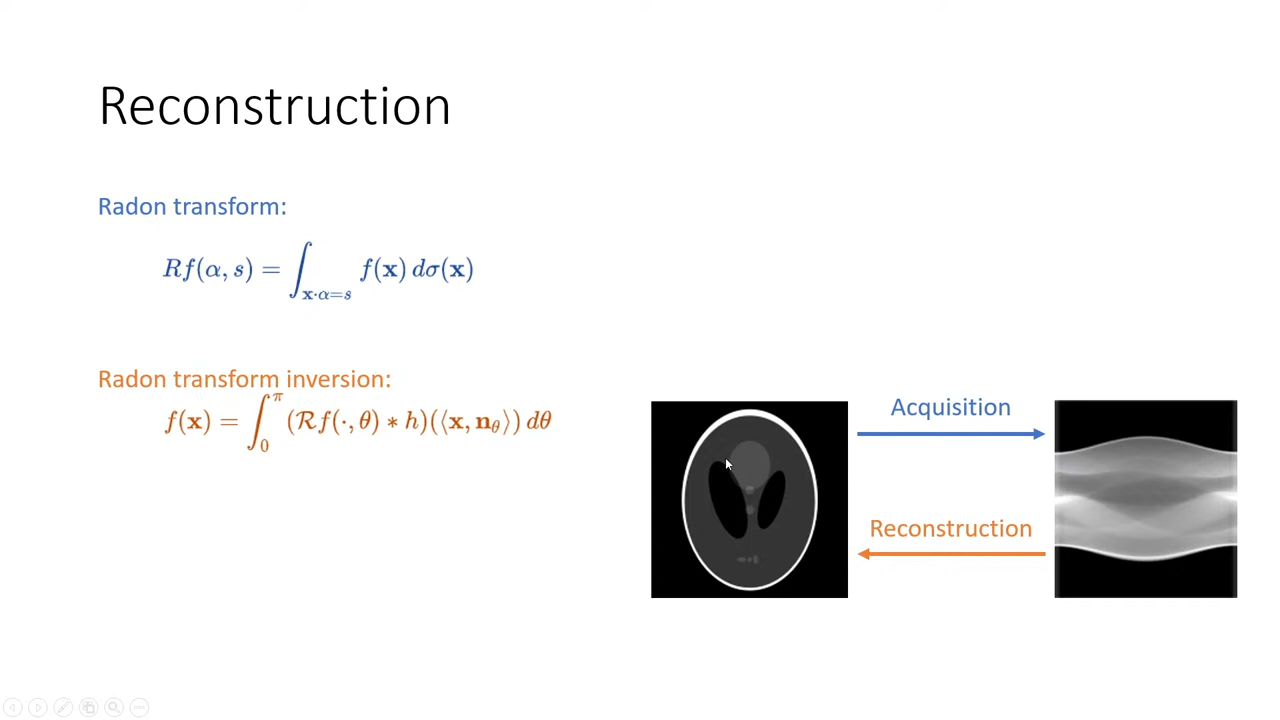 Reconstruction
Radon transform:
Rf(α, s) = ∫_{x·α=s} f(x) dσ(x)
Radon transform inversion:
f(x) = ∫_0^π (ℛf(·, θ) ∗ h)(⟨x, n_θ⟩) dθ
Acquisition
Reconstruction